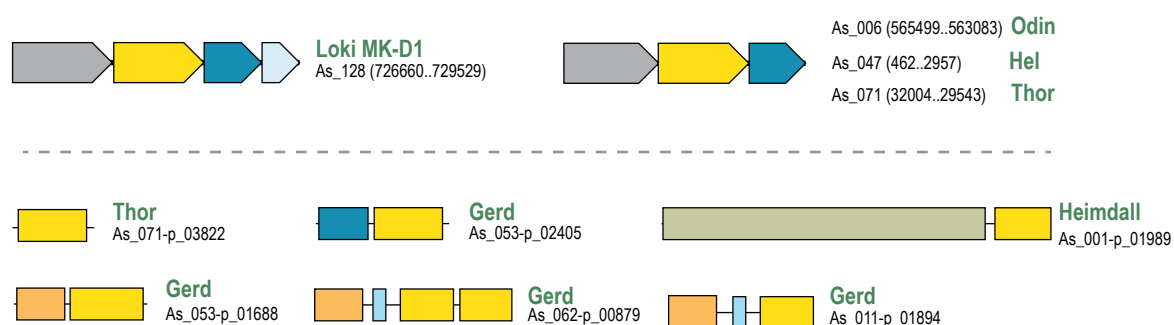 Loki MK-D1
As_128 (726660..729529)
As_006 (565499..563083) Odin
As_047 (462..2957) Hel
As_071 (32004..29543) Thor
Thor
As_071-p_03822
Gerd
As_053-p_02405
Heimdall
As_001-p_01989
Gerd
As_053-p_01688
Gerd
As_062-p_00879
Gerd
As_011-p_01894